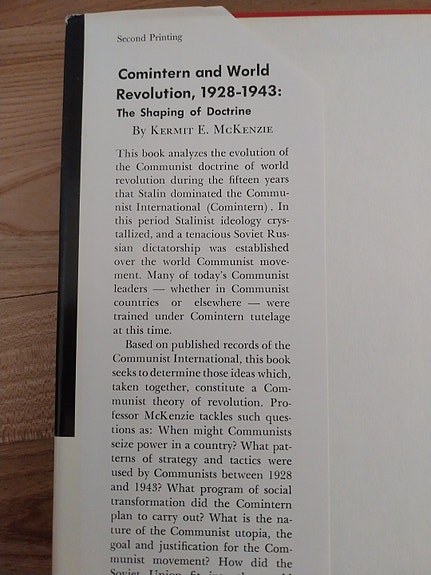 Second Printing
Comintern and World
Revolution, 1928-1943:
The Shaping of Doctrine
By KERMIT E. MCKENZIE
This book analyzes the evolution of
the Communist doctrine of world
revolution during the fifteen years
that Stalin dominated the Commu-
nist International (Comintern). In
this period Stalinist ideology crys-
tallized, and a tenacious Soviet Rus-
sian dictatorship was established
over the world Communist move-
ment. Many of today's Communist
leaders — whether in Communist
countries or elsewhere — were
trained under Comintern tutelage
at this time.
Based on published records of the
Communist International, this book
seeks to determine those ideas which,
taken together, constitute a Com-
munist theory of revolution. Pro-
fessor McKenzie tackles such ques-
tions as: When might Communists
seize power in a country? What pat-
terns of strategy and tactics were
used by Communists between 1928
and 1943? What program of social
transformation did the Comintern
plan to carry out? What is the na-
ture of the Communist utopia, the
goal and justification for the Com-
munist movement? How did the
Soviet Union fit